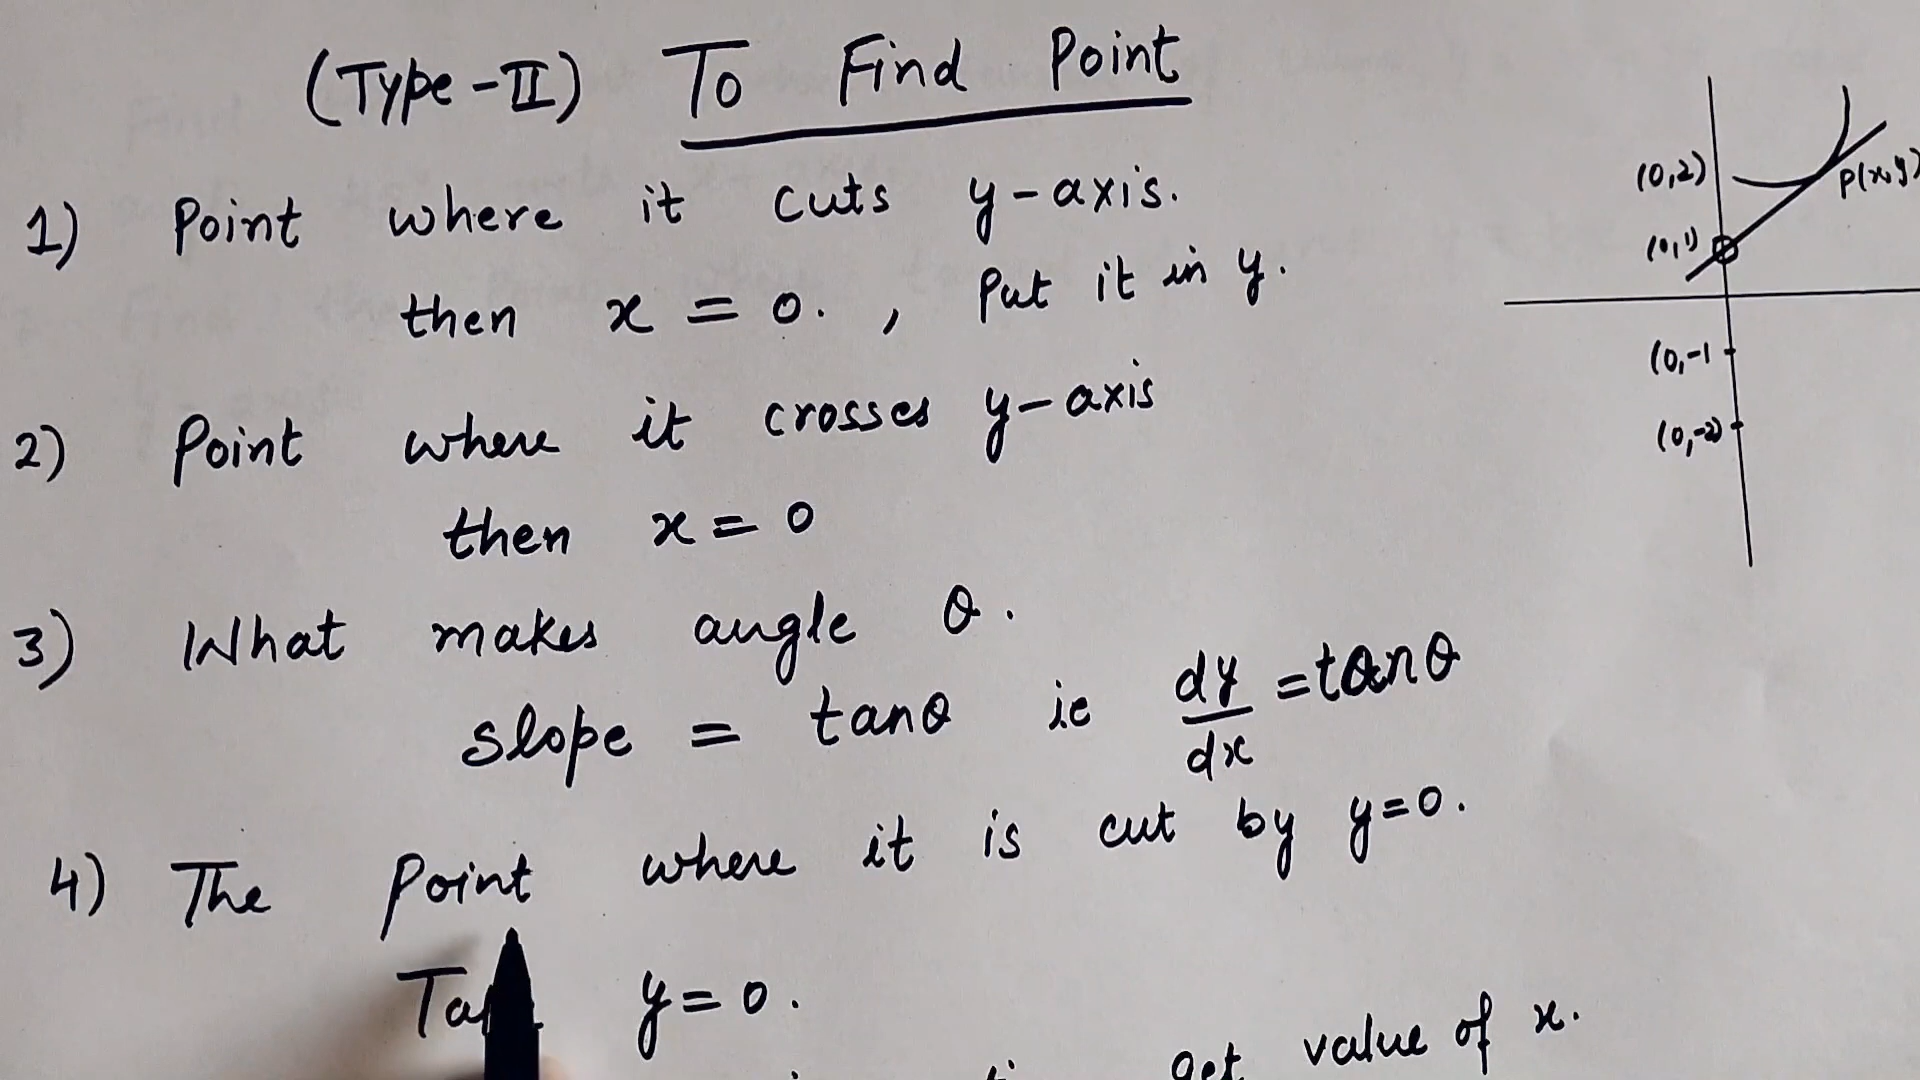 (Type-II) To Find Point
1) Point where it cuts y-axis.
then x = 0. , Put it in y.
2) Point where it crosses y-axis
then x = 0
3) What makes angle θ.
slope = tanθ ie dy/dx = tanθ
4) The Point where it is cut by y=0.
y=0.
get value of x.
(0,2)
P(x,y)
(0,1)
(0,-1
(0,-2)